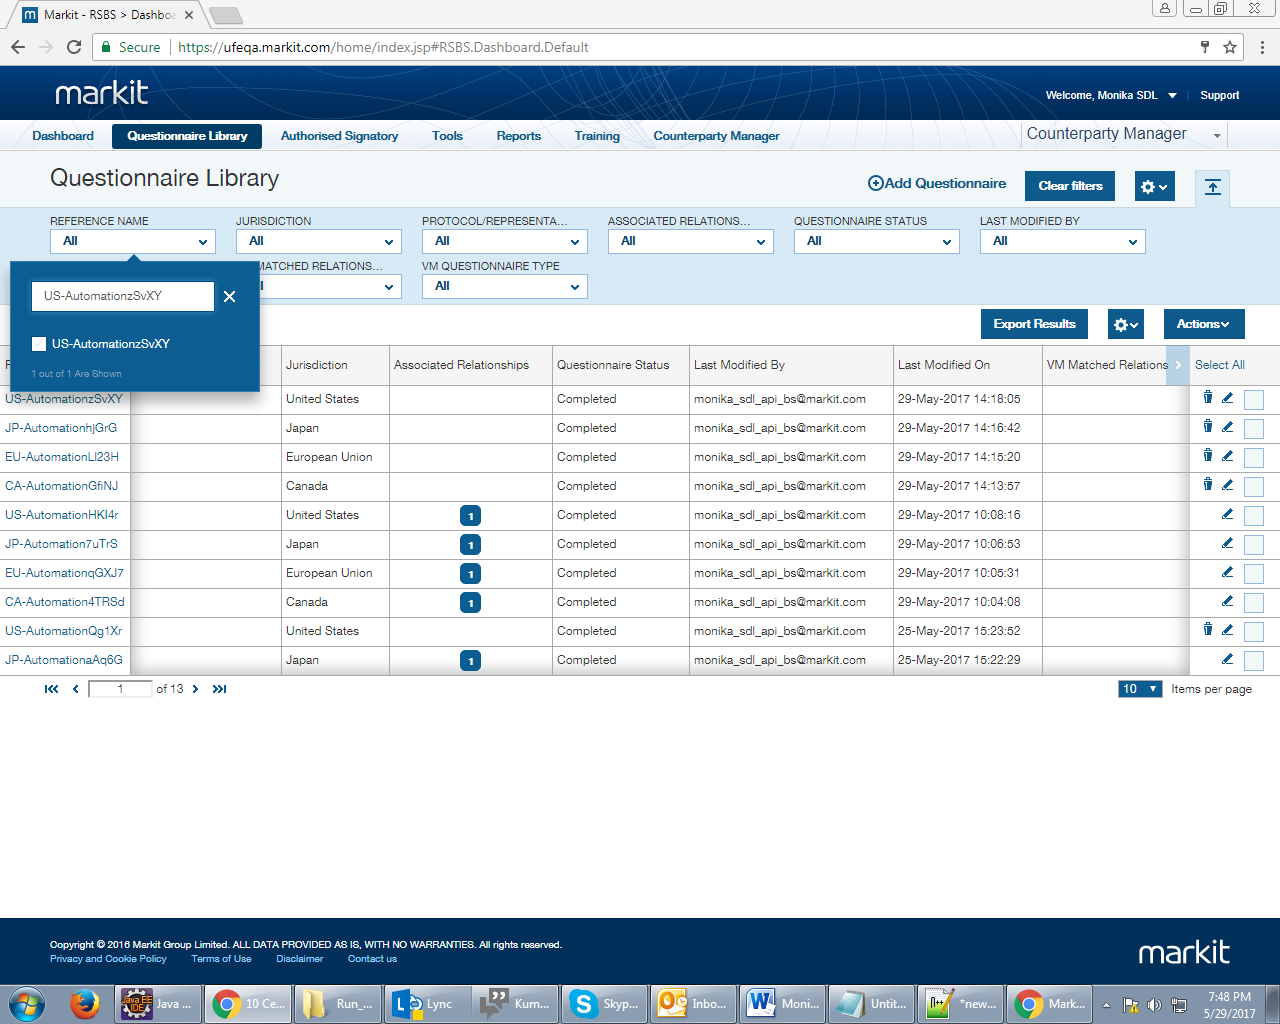 Markit - RSBS > Dashbo
Secure https://ufeqa.markit.com/home/index.jsp#RSBS.Dashboard.Default
markit
Welcome, Monika SDL Support
Dashboard Questionnaire Library Authorised Signatory Tools Reports Training Counterparty Manager Counterparty Manager
Questionnaire Library
Add Questionnaire Clear filters
REFERENCE NAME JURISDICTION PROTOCOL/REPRESENTA... ASSOCIATED RELATIONS... QUESTIONNAIRE STATUS LAST MODIFIED BY
All All All All All All
MATCHED RELATIONS... VM QUESTIONNAIRE TYPE
All
US-AutomationzSvXY
US-AutomationzSvXY
1 out of 1 Are Shown
Export Results Actions
Jurisdiction Associated Relationships Questionnaire Status Last Modified By Last Modified On VM Matched Relations Select All
US-AutomationzSvXY United States Completed monika_sdl_api_bs@markit.com 29-May-2017 14:18:05
JP-AutomationhjGrG Japan Completed monika_sdl_api_bs@markit.com 29-May-2017 14:16:42
EU-AutomationLI23H European Union Completed monika_sdl_api_bs@markit.com 29-May-2017 14:15:20
CA-AutomationGfiNJ Canada Completed monika_sdl_api_bs@markit.com 29-May-2017 14:13:57
US-AutomationHKI4r United States 1 Completed monika_sdl_api_bs@markit.com 29-May-2017 10:08:16
JP-Automation7uTrS Japan 1 Completed monika_sdl_api_bs@markit.com 29-May-2017 10:06:53
EU-AutomationqGXJ7 European Union 1 Completed monika_sdl_api_bs@markit.com 29-May-2017 10:05:31
CA-Automation4TRSd Canada 1 Completed monika_sdl_api_bs@markit.com 29-May-2017 10:04:08
US-AutomationQg1Xr United States Completed monika_sdl_api_bs@markit.com 25-May-2017 15:23:52
JP-AutomationaAq6G Japan 1 Completed monika_sdl_api_bs@markit.com 25-May-2017 15:22:29
1 of 13 10 Items per page
Copyright © 2016 Markit Group Limited. ALL DATA PROVIDED AS IS, WITH NO WARRANTIES. All rights reserved.
Privacy and Cookie Policy Terms of Use Disclaimer Contact us
markit
Java EE IDE Java ... 10 Ce... Run_... Lync Kum... Skyp... Inbo... Moni... Untit... *new... Mark... 7:48 PM
5/29/2017